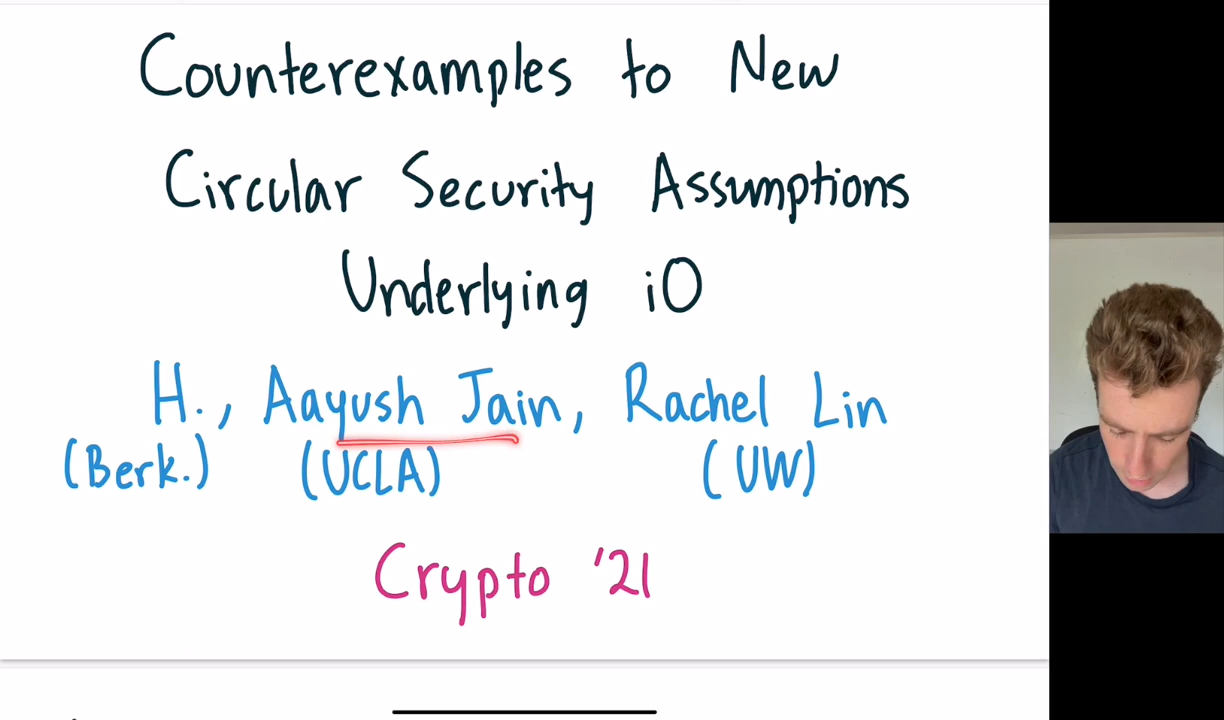 Counterexamples to New
Circular Security Assumptions
Underlying iO
H., Aayush Jain, Rachel Lin
(Berk.) (UCLA) (UW)
Crypto '21